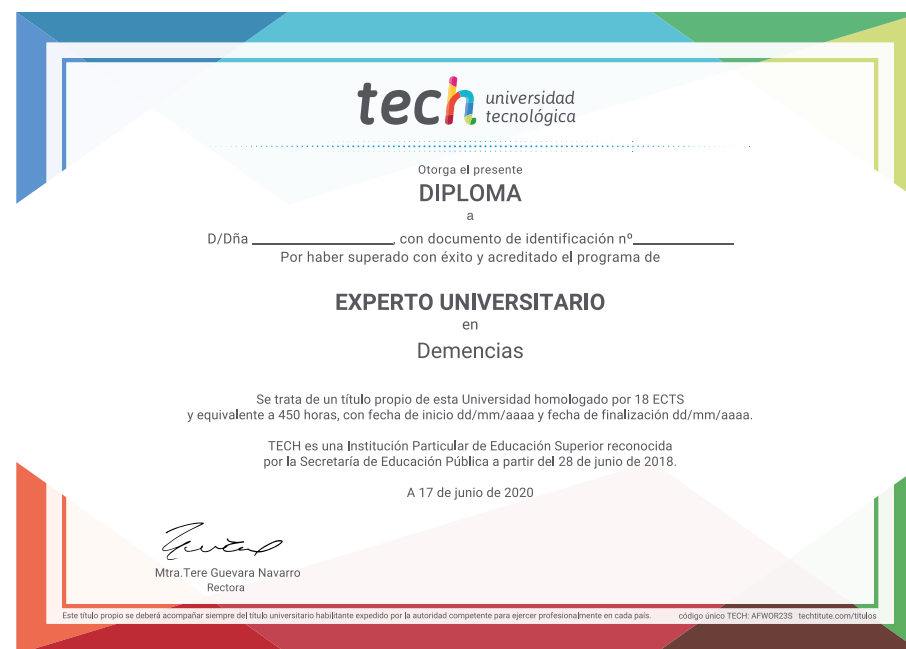 tech universidad
tecnológica
Otorga el presente
DIPLOMA
a
D/Dña ____________________, con documento de identificación nº______________
Por haber superado con éxito y acreditado el programa de
EXPERTO UNIVERSITARIO
en
Demencias
Se trata de un título propio de esta Universidad homologado por 18 ECTS
y equivalente a 450 horas, con fecha de inicio dd/mm/aaaa y fecha de finalización dd/mm/aaaa.
TECH es una Institución Particular de Educación Superior reconocida
por la Secretaría de Educación Pública a partir del 28 de junio de 2018.
A 17 de junio de 2020
Mtra.Tere Guevara Navarro
Rectora
Este título propio se deberá acompañar siempre del título universitario habilitante expedido por la autoridad competente para ejercer profesionalmente en cada país. código único TECH: AFWOR23S techtitute.com/titulos